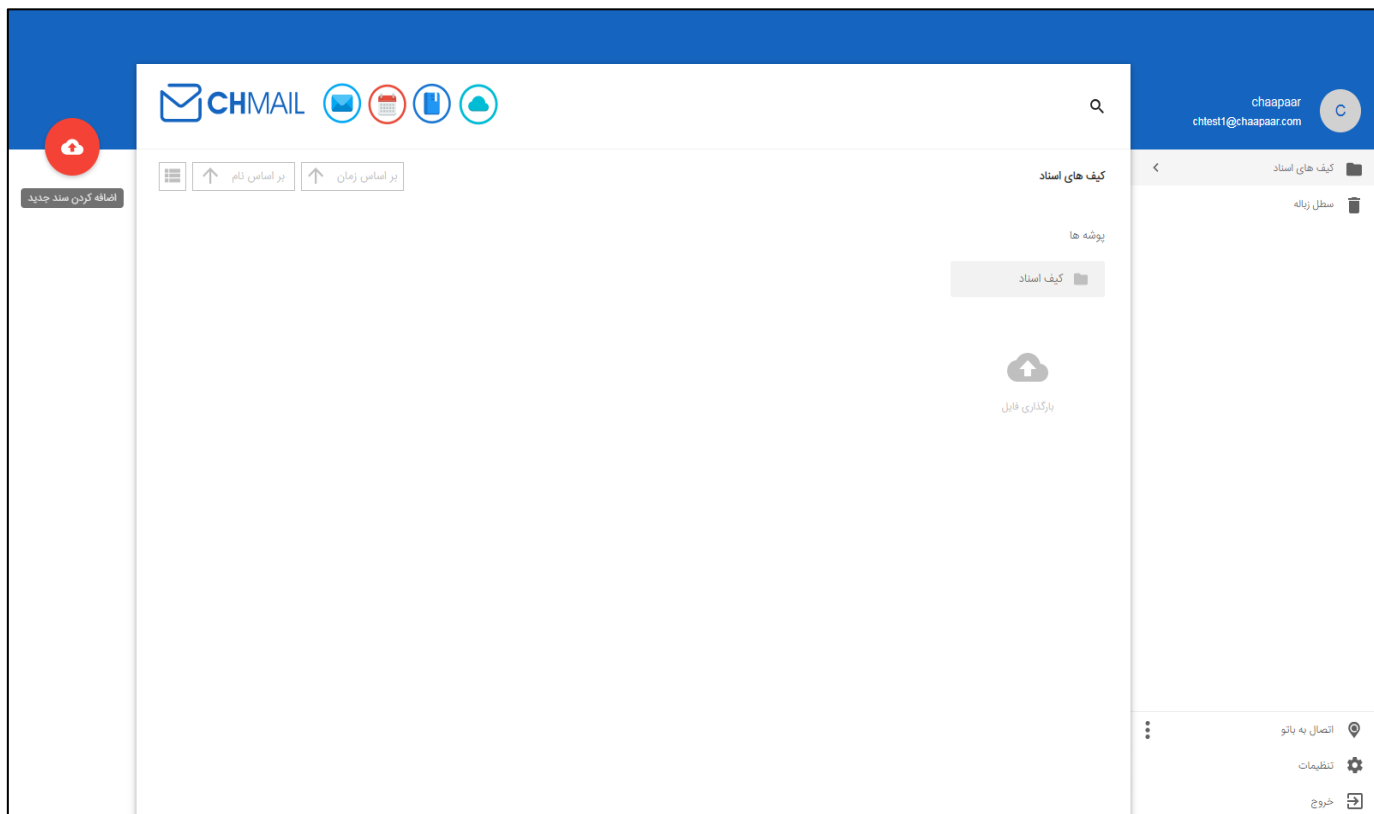 chaapaar
chtest1@chaapaar.com
C
CHMAIL
کیف های اسناد
سطل زباله
کیف های اسناد
بر اساس زمان
بر اساس نام
اضافه کردن سند جدید
پوشه ها
کیف اسناد
بارگذاری فایل
اتصال به باتو
تنظیمات
خروج